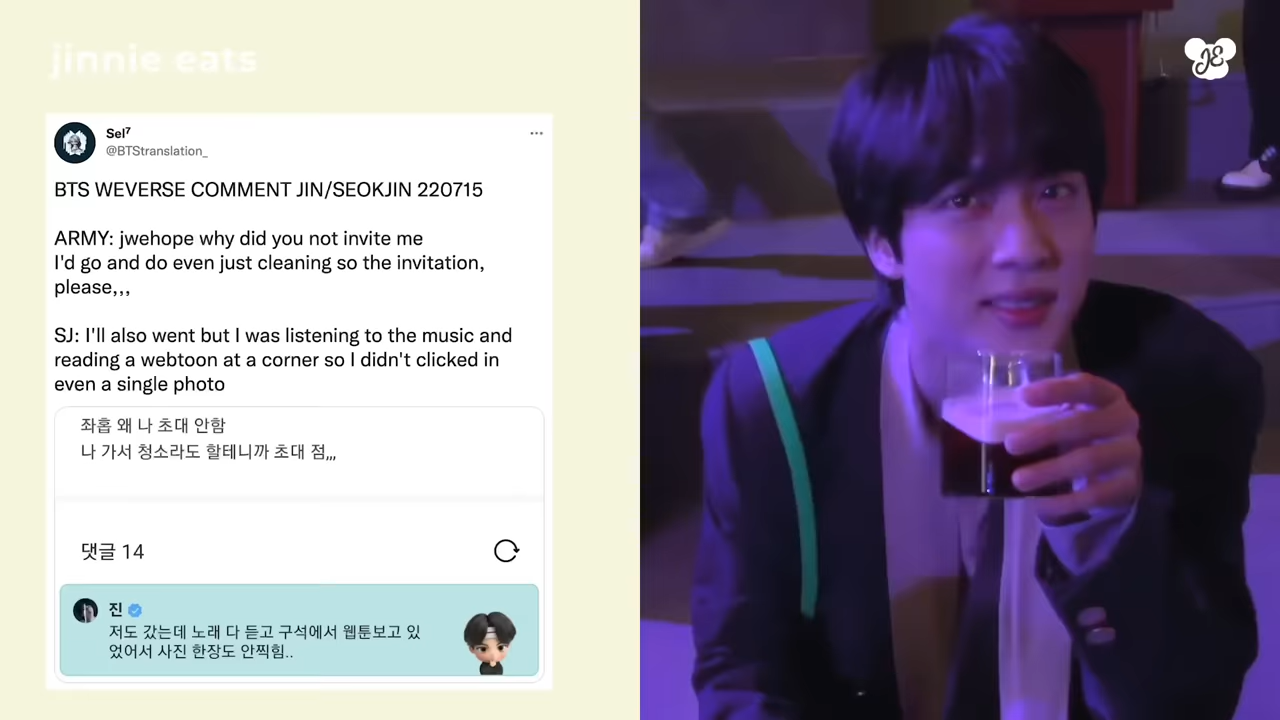 jinnie eats
JE
Sel⁷
@BTStranslation_
BTS WEVERSE COMMENT JIN/SEOKJIN 220715
ARMY: jwehope why did you not invite me
I'd go and do even just cleaning so the invitation,
please,,,
SJ: I'll also went but I was listening to the music and
reading a webtoon at a corner so I didn't clicked in
even a single photo
좌홉 왜 나 초대 안함
나 가서 청소라도 할테니까 초대 점,,,
댓글 14
진
저도 갔는데 노래 다 듣고 구석에서 웹툰보고 있
었어서 사진 한장도 안찍힘..